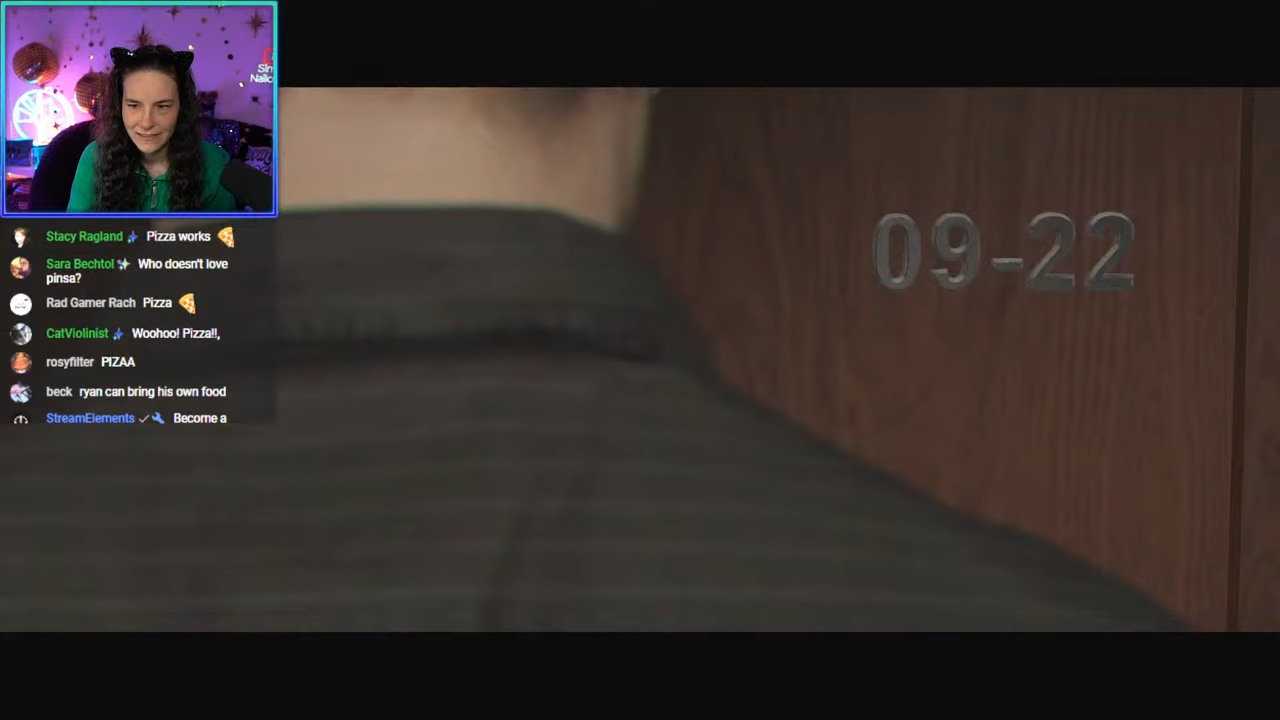 Stacy Ragland Pizza works
Sara Bechtol Who doesn't love
pinsa?
Rad Gamer Rach Pizza
CatViolinist Woohoo! Pizza!!,
rosyfilter PIZAA
beck ryan can bring his own food
StreamElements Become a
09-22